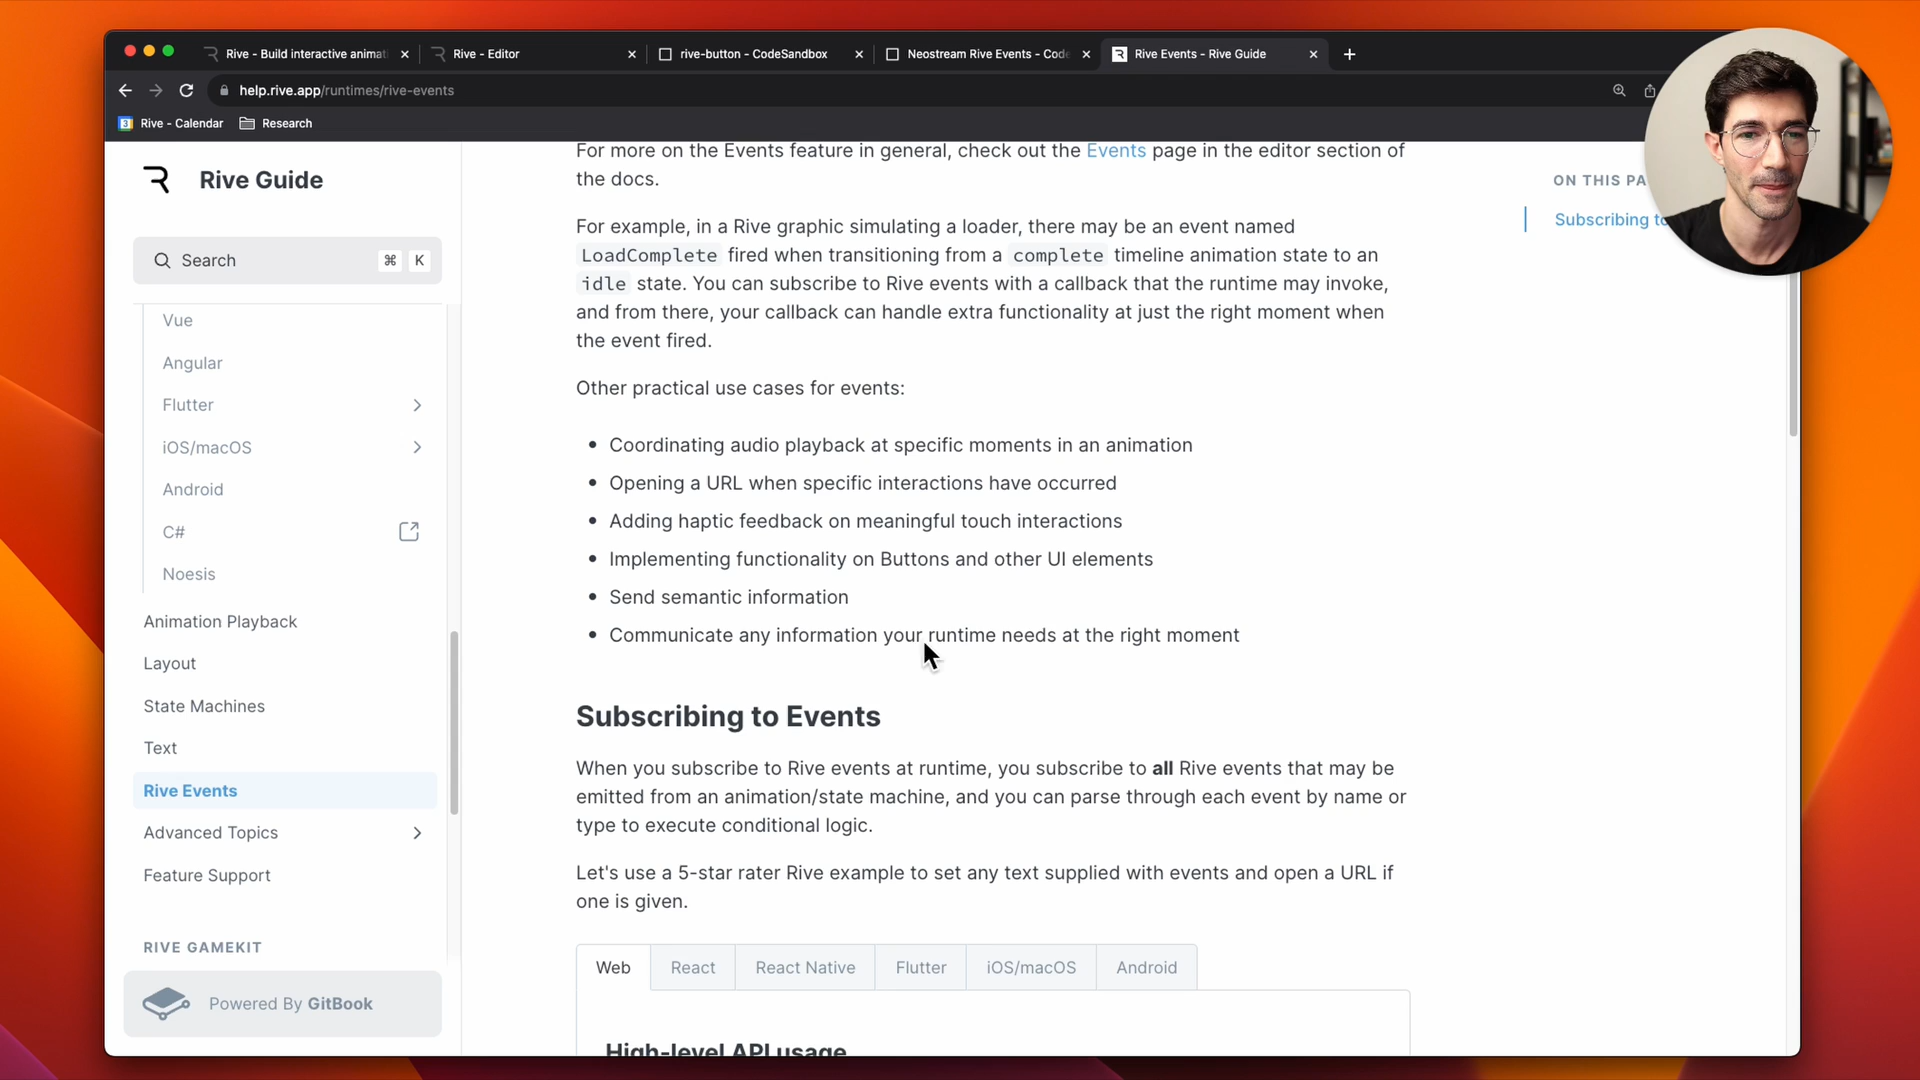 Rive - Build interactive animat
Rive - Editor
rive-button - CodeSandbox
Neostream Rive Events - Code
Rive Events - Rive Guide
help.rive.app/runtimes/rive-events
Rive - Calendar
Research
Rive Guide
Search
⌘ K
Vue
Angular
Flutter
iOS/macOS
Android
C#
Noesis
Animation Playback
Layout
State Machines
Text
Rive Events
Advanced Topics
Feature Support
RIVE GAMEKIT
Powered By GitBook
For more on the Events feature in general, check out the Events page in the editor section of
the docs.
For example, in a Rive graphic simulating a loader, there may be an event named
LoadComplete fired when transitioning from a complete timeline animation state to an
idle state. You can subscribe to Rive events with a callback that the runtime may invoke,
and from there, your callback can handle extra functionality at just the right moment when
the event fired.
Other practical use cases for events:
• Coordinating audio playback at specific moments in an animation
• Opening a URL when specific interactions have occurred
• Adding haptic feedback on meaningful touch interactions
• Implementing functionality on Buttons and other UI elements
• Send semantic information
• Communicate any information your runtime needs at the right moment
Subscribing to Events
When you subscribe to Rive events at runtime, you subscribe to all Rive events that may be
emitted from an animation/state machine, and you can parse through each event by name or
type to execute conditional logic.
Let's use a 5-star rater Rive example to set any text supplied with events and open a URL if
one is given.
Web React React Native Flutter iOS/macOS Android
High-level API usage
ON THIS PA
Subscribing to